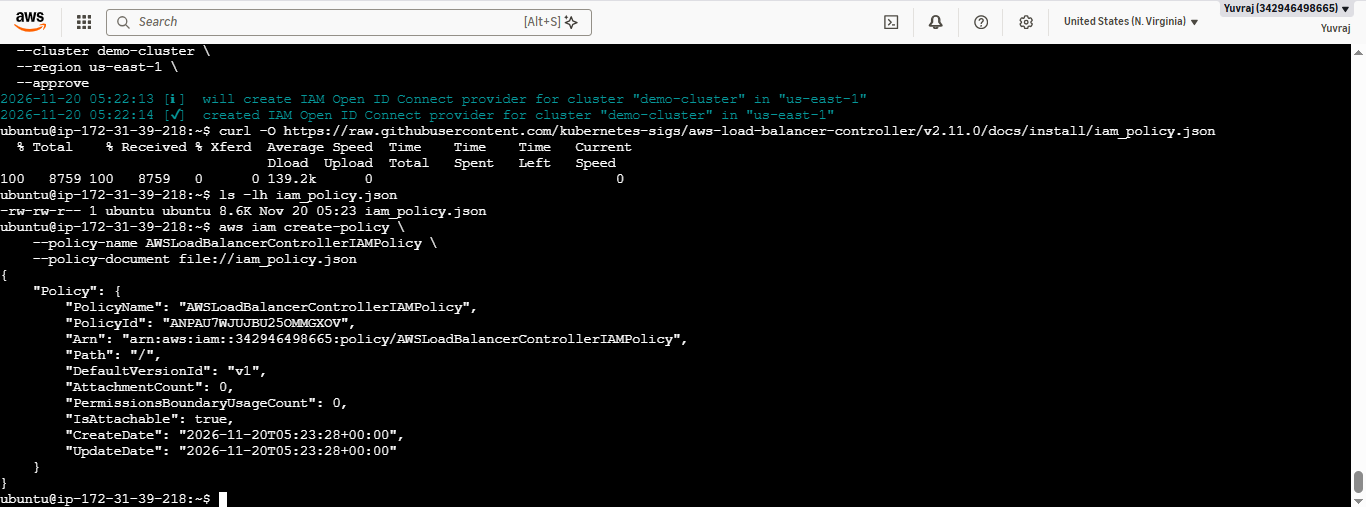 aws Search [Alt+S] United States (N. Virginia) ▼ Yuvraj (342946498665) ▼
Yuvraj
  --cluster demo-cluster \
  --region us-east-1 \
  --approve
2026-11-20 05:22:13 [ℹ]  will create IAM Open ID Connect provider for cluster "demo-cluster" in "us-east-1"
2026-11-20 05:22:14 [✓]  created IAM Open ID Connect provider for cluster "demo-cluster" in "us-east-1"
ubuntu@ip-172-31-39-218:~$ curl -O https://raw.githubusercontent.com/kubernetes-sigs/aws-load-balancer-controller/v2.11.0/docs/install/iam_policy.json
  % Total    % Received % Xferd  Average Speed  Time    Time    Time   Current
                                 Dload  Upload  Total   Spent   Left   Speed
100   8759 100   8759   0      0 139.2k      0                              0
ubuntu@ip-172-31-39-218:~$ ls -lh iam_policy.json
-rw-rw-r-- 1 ubuntu ubuntu 8.6K Nov 20 05:23 iam_policy.json
ubuntu@ip-172-31-39-218:~$ aws iam create-policy \
    --policy-name AWSLoadBalancerControllerIAMPolicy \
    --policy-document file://iam_policy.json
{
    "Policy": {
        "PolicyName": "AWSLoadBalancerControllerIAMPolicy",
        "PolicyId": "ANPAU7WJUJBU25OMMGXOV",
        "Arn": "arn:aws:iam::342946498665:policy/AWSLoadBalancerControllerIAMPolicy",
        "Path": "/",
        "DefaultVersionId": "v1",
        "AttachmentCount": 0,
        "PermissionsBoundaryUsageCount": 0,
        "IsAttachable": true,
        "CreateDate": "2026-11-20T05:23:28+00:00",
        "UpdateDate": "2026-11-20T05:23:28+00:00"
    }
}
ubuntu@ip-172-31-39-218:~$